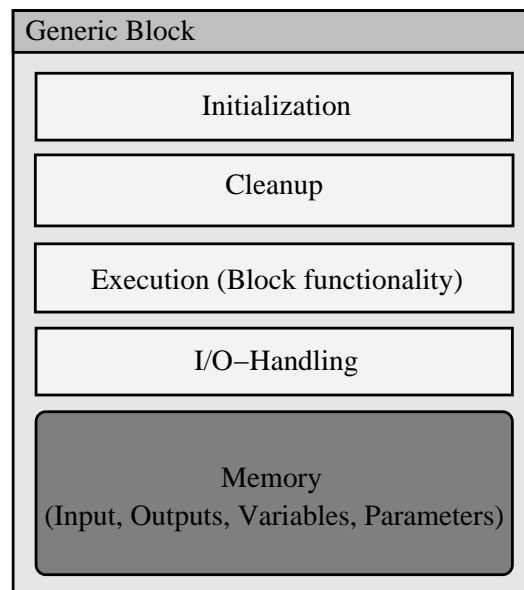 Generic Block
Initialization
Cleanup
Execution (Block functionality)
I/O−Handling
Memory
(Input, Outputs, Variables, Parameters)